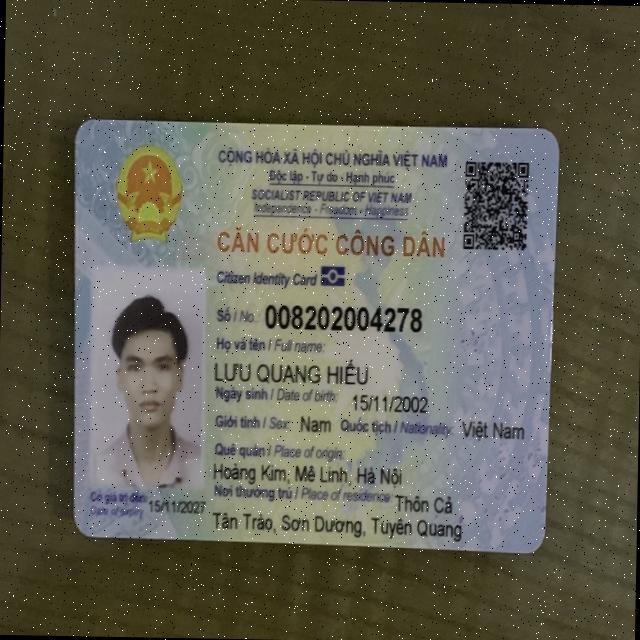 CỘNG HÒA XÃ HỘI CHỦ NGHĨA VIỆT NAM
Độc lập - Tự do - Hạnh phúc
SOCIALIST REPUBLIC OF VIET NAM
Independence - Freedom - Happiness
CĂN CƯỚC CÔNG DÂN
Citizen Identity Card
Số / No.: 008202004278
Họ và tên / Full name:
LƯU QUANG HIẾU
Ngày sinh / Date of birth: 15/11/2002
Giới tính / Sex: Nam Quốc tịch / Nationality: Việt Nam
Quê quán / Place of origin:
Hoàng Kim, Mê Linh, Hà Nội
Nơi thường trú / Place of residence: Thôn Cả
Tân Trào, Sơn Dương, Tuyên Quang
Có giá trị đến: 15/11/2027
Date of expiry